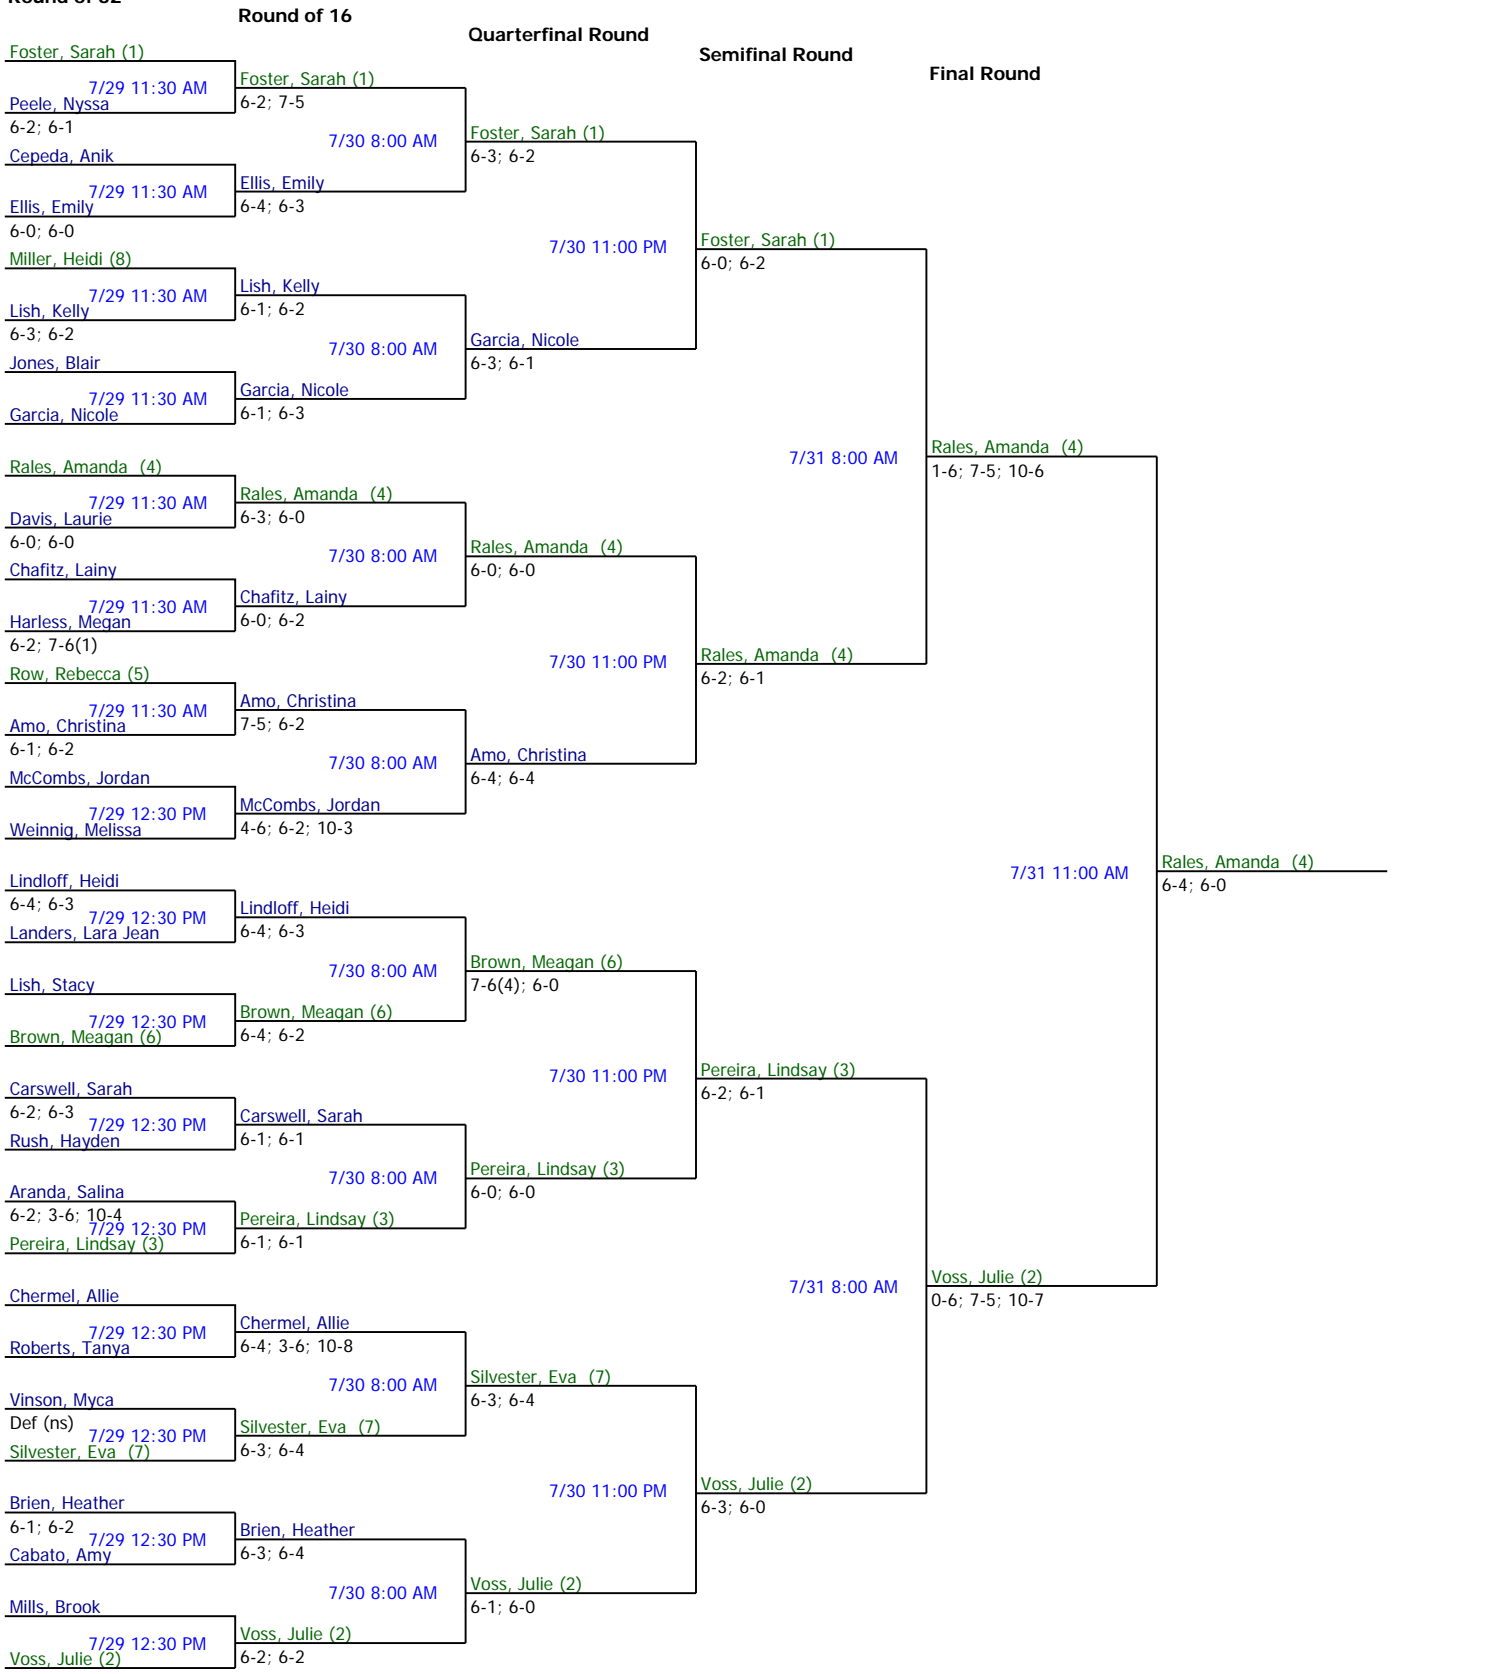 Round of 32
Round of 16
Quarterfinal Round
Semifinal Round
Final Round
Foster, Sarah (1)
7/29 11:30 AM
Peele, Nyssa
6-2; 6-1
Cepeda, Anik
7/29 11:30 AM
Ellis, Emily
6-0; 6-0
Miller, Heidi (8)
7/29 11:30 AM
Lish, Kelly
6-3; 6-2
Jones, Blair
7/29 11:30 AM
Garcia, Nicole
Rales, Amanda (4)
7/29 11:30 AM
Davis, Laurie
6-0; 6-0
Chafitz, Lainy
7/29 11:30 AM
Harless, Megan
6-2; 7-6(1)
Row, Rebecca (5)
7/29 11:30 AM
Amo, Christina
6-1; 6-2
McCombs, Jordan
7/29 12:30 PM
Weinnig, Melissa
Lindloff, Heidi
6-4; 6-3
7/29 12:30 PM
Landers, Lara Jean
Lish, Stacy
7/29 12:30 PM
Brown, Meagan (6)
Carswell, Sarah
6-2; 6-3
7/29 12:30 PM
Rush, Hayden
Aranda, Salina
6-2; 3-6; 10-4
7/29 12:30 PM
Pereira, Lindsay (3)
Chermel, Allie
7/29 12:30 PM
Roberts, Tanya
Vinson, Myca
Def (ns)
7/29 12:30 PM
Silvester, Eva (7)
Brien, Heather
6-1; 6-2
7/29 12:30 PM
Cabato, Amy
Mills, Brook
7/29 12:30 PM
Voss, Julie (2)
Foster, Sarah (1)
6-2; 7-5
7/30 8:00 AM
Ellis, Emily
6-4; 6-3
Lish, Kelly
6-1; 6-2
7/30 8:00 AM
Garcia, Nicole
6-1; 6-3
Rales, Amanda (4)
6-3; 6-0
7/30 8:00 AM
Chafitz, Lainy
6-0; 6-2
Amo, Christina
7-5; 6-2
7/30 8:00 AM
McCombs, Jordan
4-6; 6-2; 10-3
Lindloff, Heidi
6-4; 6-3
7/30 8:00 AM
Brown, Meagan (6)
6-4; 6-2
Carswell, Sarah
6-1; 6-1
7/30 8:00 AM
Pereira, Lindsay (3)
6-1; 6-1
Chermel, Allie
6-4; 3-6; 10-8
7/30 8:00 AM
Silvester, Eva (7)
6-3; 6-4
Brien, Heather
6-3; 6-4
7/30 8:00 AM
Voss, Julie (2)
6-2; 6-2
Foster, Sarah (1)
6-3; 6-2
7/30 11:00 PM
Garcia, Nicole
6-3; 6-1
Rales, Amanda (4)
6-0; 6-0
7/30 11:00 PM
Amo, Christina
6-4; 6-4
Brown, Meagan (6)
7-6(4); 6-0
7/30 11:00 PM
Pereira, Lindsay (3)
6-0; 6-0
Silvester, Eva (7)
6-3; 6-4
7/30 11:00 PM
Voss, Julie (2)
6-1; 6-0
Foster, Sarah (1)
6-0; 6-2
7/31 8:00 AM
Rales, Amanda (4)
6-2; 6-1
Pereira, Lindsay (3)
6-2; 6-1
7/31 8:00 AM
Voss, Julie (2)
6-3; 6-0
Rales, Amanda (4)
1-6; 7-5; 10-6
7/31 11:00 AM
Voss, Julie (2)
0-6; 7-5; 10-7
Rales, Amanda (4)
6-4; 6-0